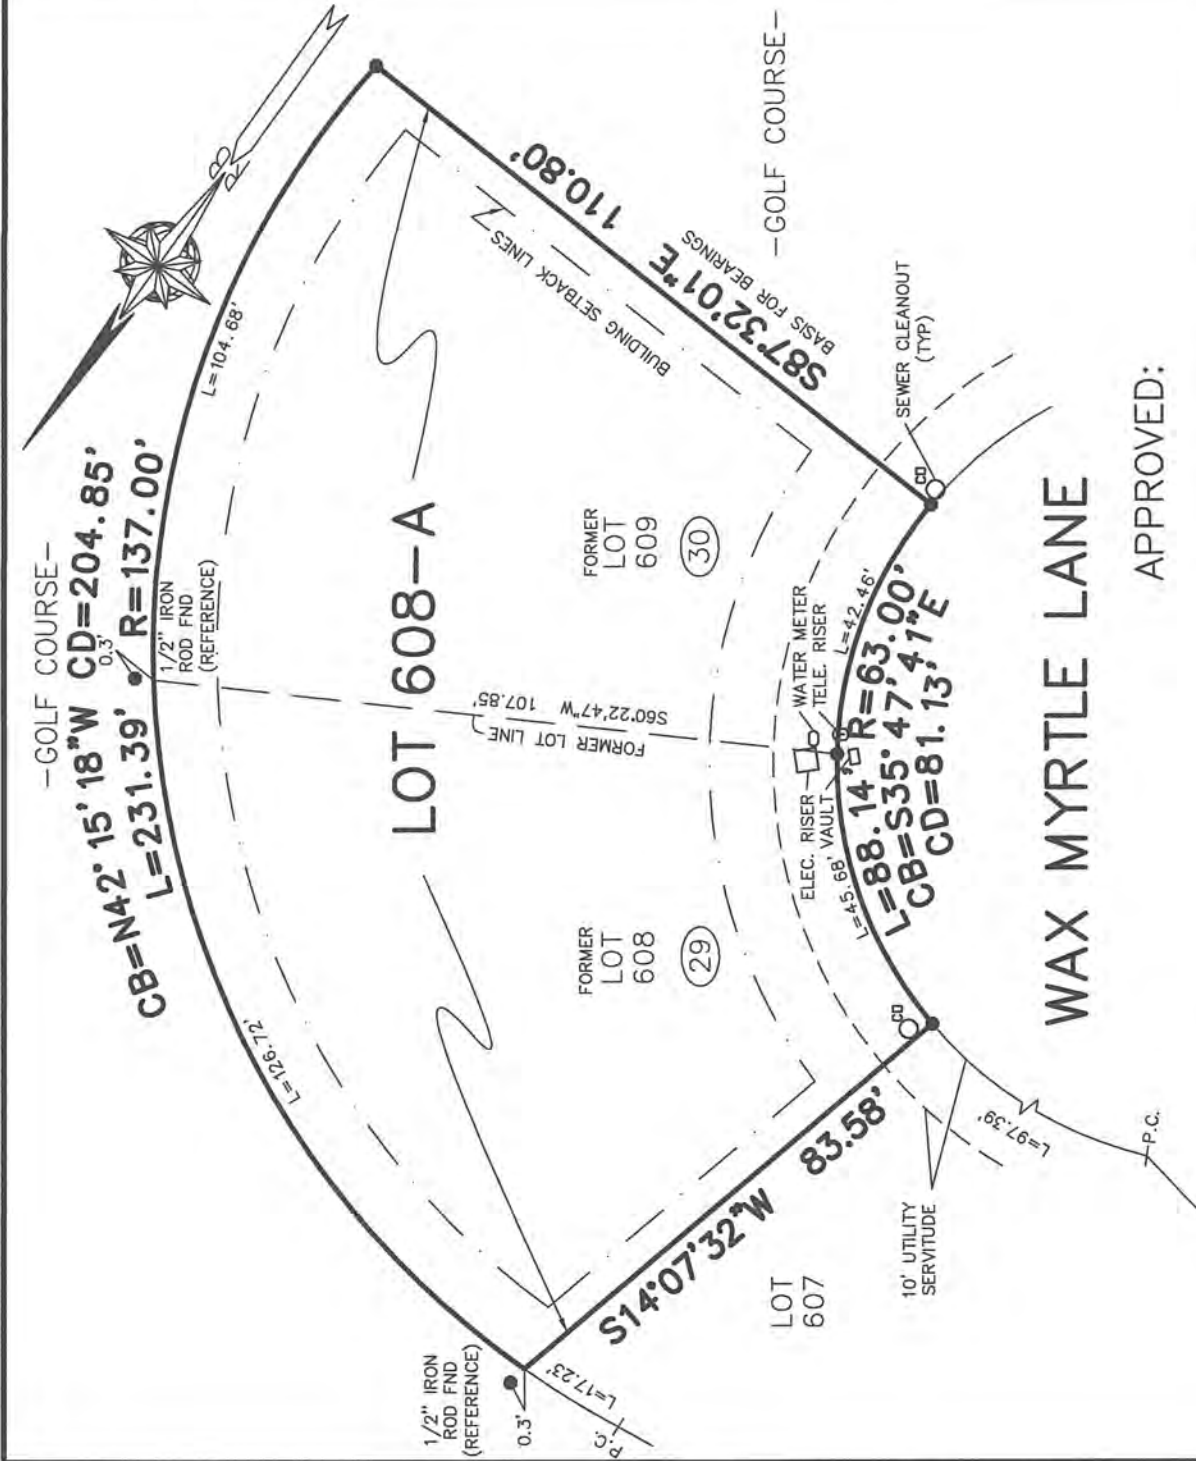 -GOLF COURSE-
CB=N42° 15' 18"W CD=204.85'
0.3'
L=231.39' R=137.00'
1/2" IRON
ROD FND
(REFERENCE)
L=104.68'
L=126.72'
LOT 608-A
110.80'
S87°32'01"E
BASIS FOR BEARINGS
BUILDING SETBACK LINES
-GOLF COURSE-
FORMER LOT LINE
S60°22'47"W 107.85'
FORMER
LOT
608
29
FORMER
LOT
609
30
1/2" IRON
ROD FND
(REFERENCE)
0.3'
L=17.23'
P.C.
S14°07'32"W 83.58'
LOT
607
ELEC. RISER
VAULT
WATER METER
TELE. RISER
SEWER CLEANOUT
(TYP)
CO
CO
L=45.68'
L=42.46'
L=88.14' R=63.00'
CB=S35°47'41"E
CD=81.13'
10' UTILITY
SERVITUDE
L=97.39'
P.C.
WAX MYRTLE LANE
APPROVED: